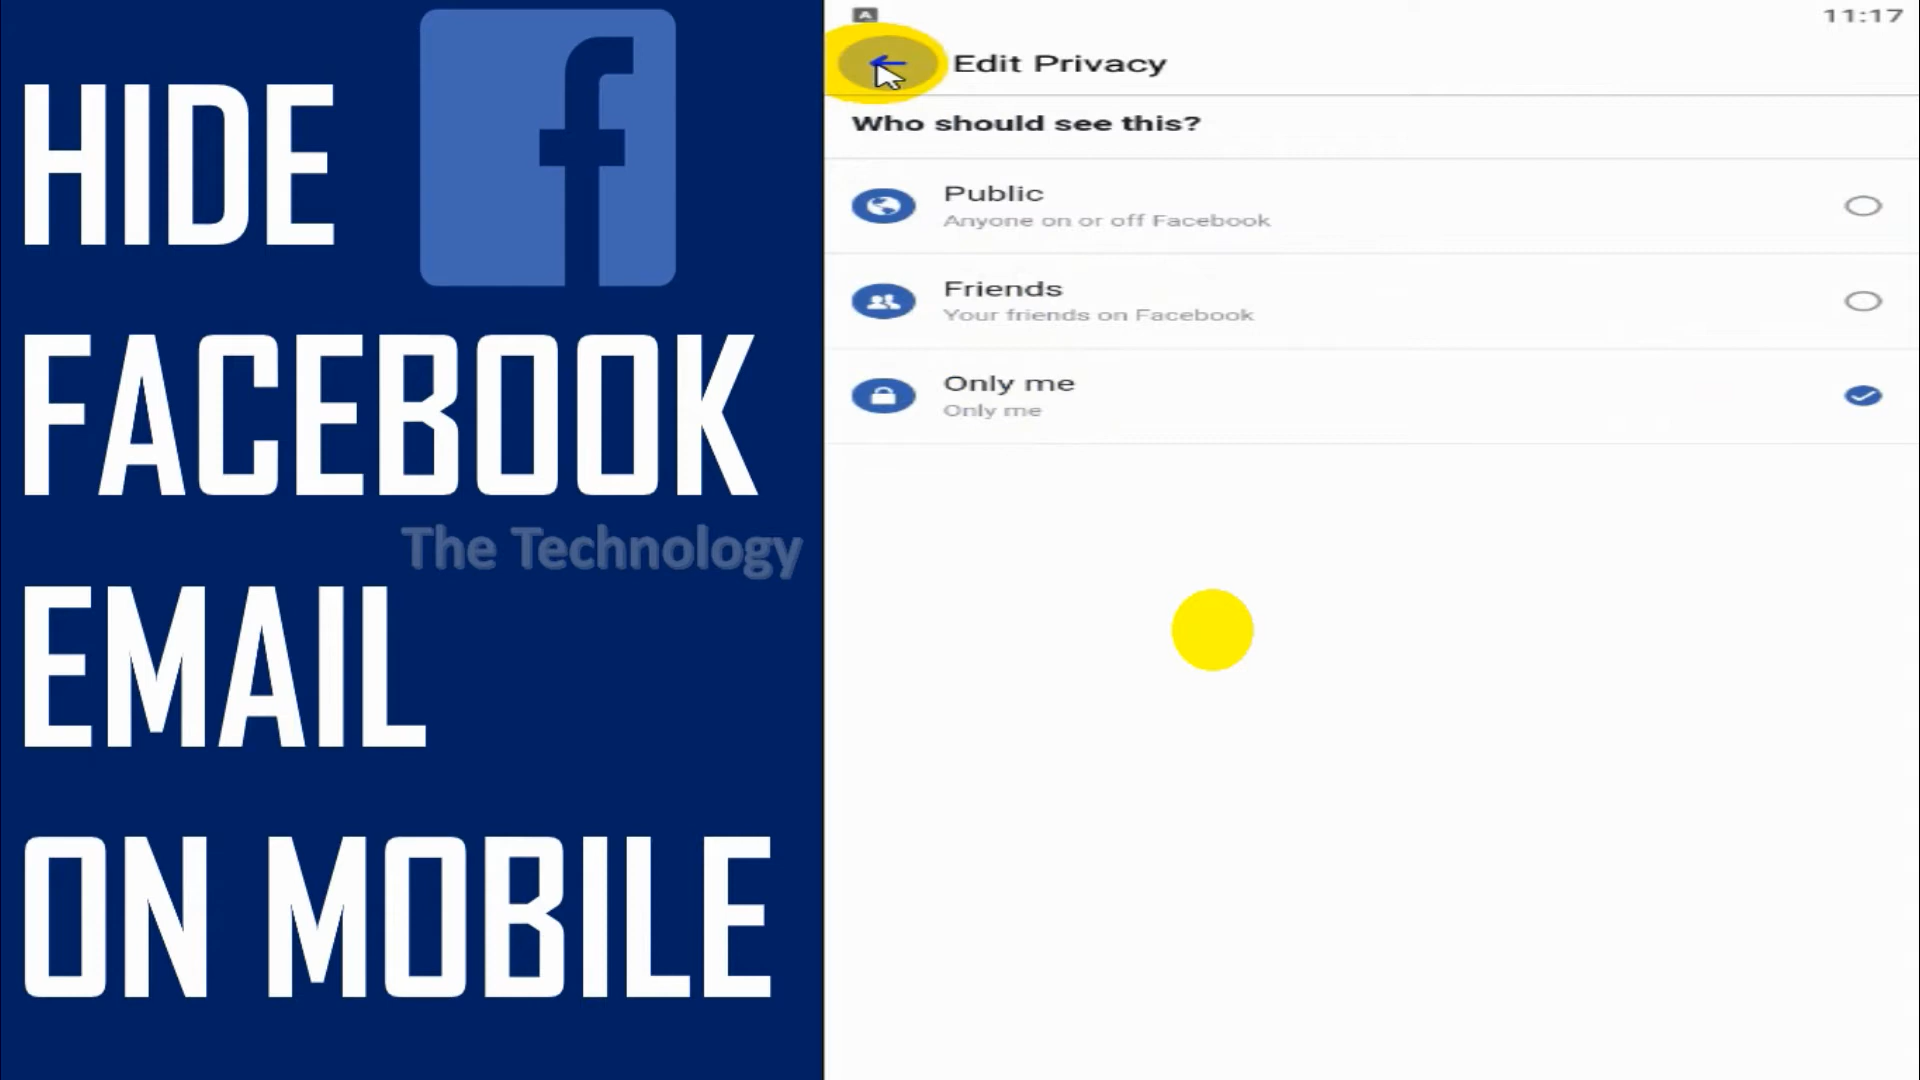 HIDE
FACEBOOK
The Technology
EMAIL
ON MOBILE
A
11:17
Edit Privacy
Who should see this?
Public
Anyone on or off Facebook
Friends
Your friends on Facebook
Only me
Only me